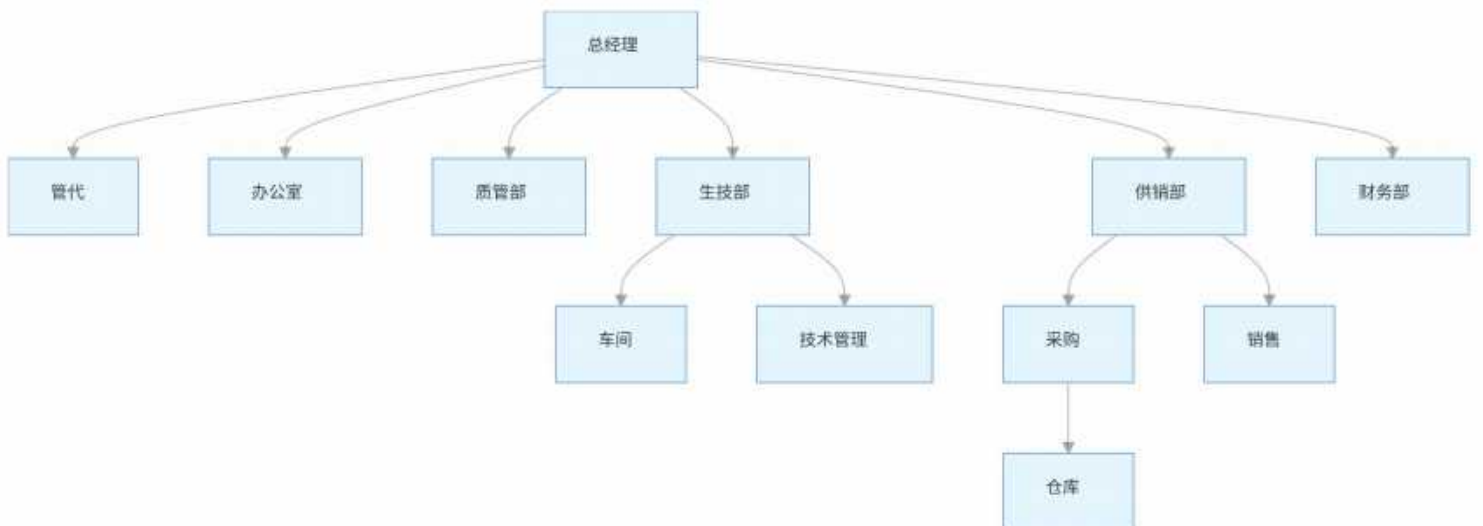 总经理
管代
办公室
质管部
生技部
供销部
财务部
车间
技术管理
采购
销售
仓库